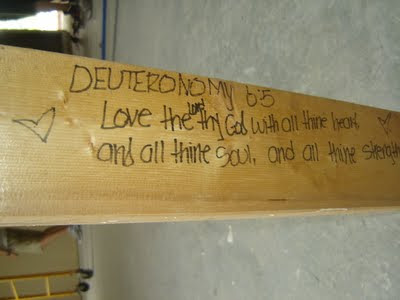 DEUTERONOMY 6:5
Love the Lord thy God with all thine heart,
and all thine Soul, and all thine Strength